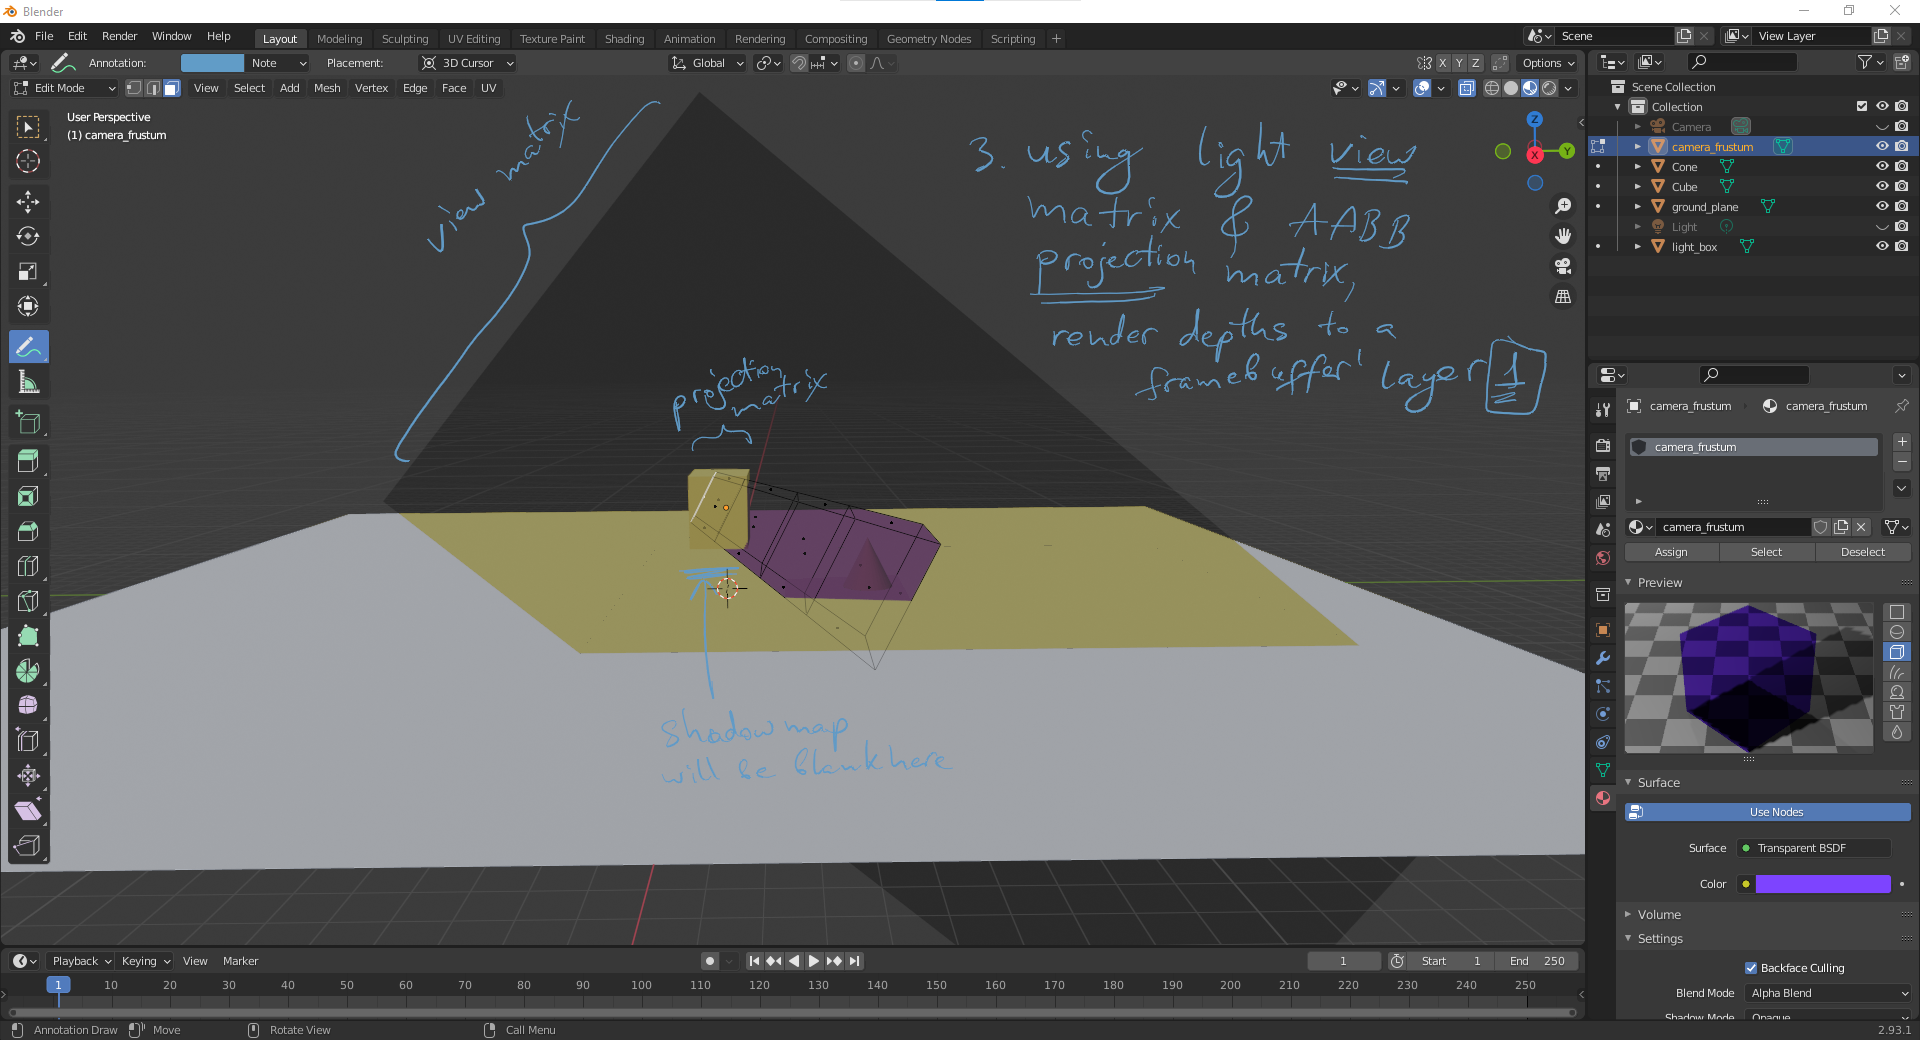 Blender
File Edit Render Window Help
Layout Modeling Sculpting UV Editing Texture Paint Shading Animation Rendering Compositing Geometry Nodes Scripting +
Scene
View Layer
Annotation: Note Placement: 3D Cursor
Global
X Y Z
Options
Edit Mode View Select Add Mesh Vertex Edge Face UV
User Perspective
(1) camera_frustum
view matrix
3. using light view
matrix & AABB
projection matrix,
render depths to a
framebuffer' layer 1
projection
matrix
shadow map
will be blank here
Z
Y
X
Scene Collection
Collection
Camera
camera_frustum
Cone
Cube
ground_plane
Light
light_box
camera_frustum camera_frustum
camera_frustum
camera_frustum
Assign Select Deselect
Preview
Surface
Use Nodes
Surface Transparent BSDF
Color
Volume
Settings
Backface Culling
Blend Mode Alpha Blend
Shadow Mode Opaque
Playback Keying View Marker
1 Start 1 End 250
1 10 20 30 40 50 60 70 80 90 100 110 120 130 140 150 160 170 180 190 200 210 220 230 240 250
Annotation Draw Move Rotate View Call Menu
2.93.1